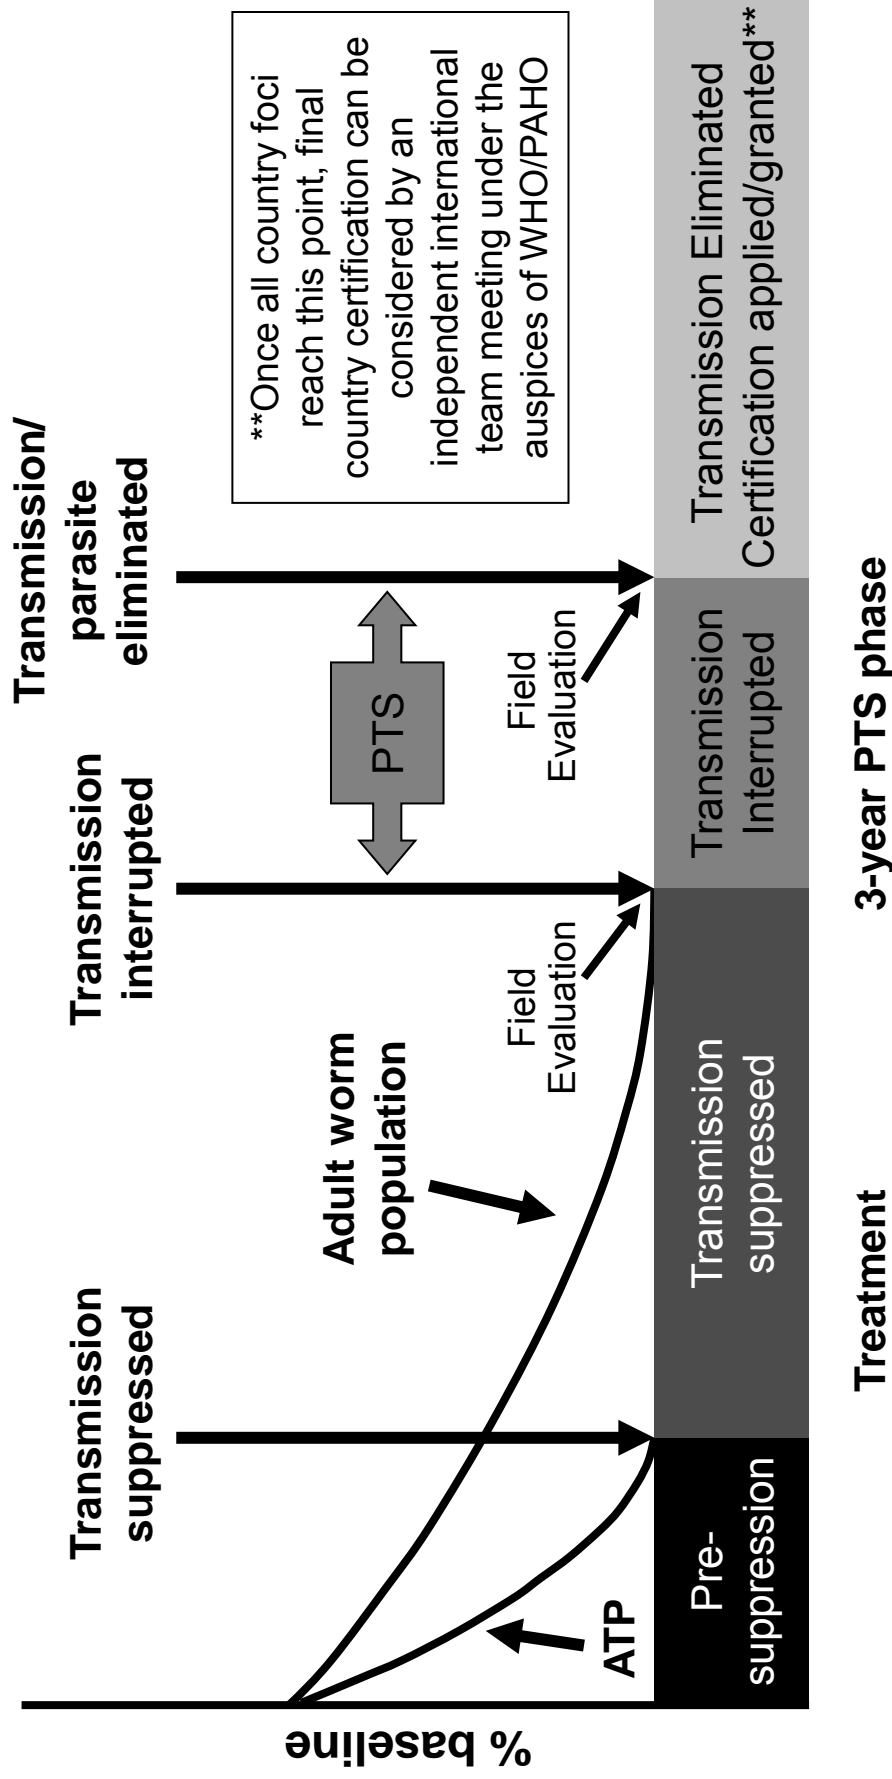 Transmission
suppressed
Transmission
interrupted
Transmission/
parasite
eliminated
**Once all country foci
reach this point, final
country certification can be
considered by an
independent international
team meeting under the
auspices of WHO/PAHO
PTS
Adult worm
population
Field
Evaluation
Field
Evaluation
ATP
% baseline
Pre-
suppression
Transmission
suppressed
Transmission
Interrupted
Transmission Eliminated
Certification applied/granted**
Treatment
3-year PTS phase